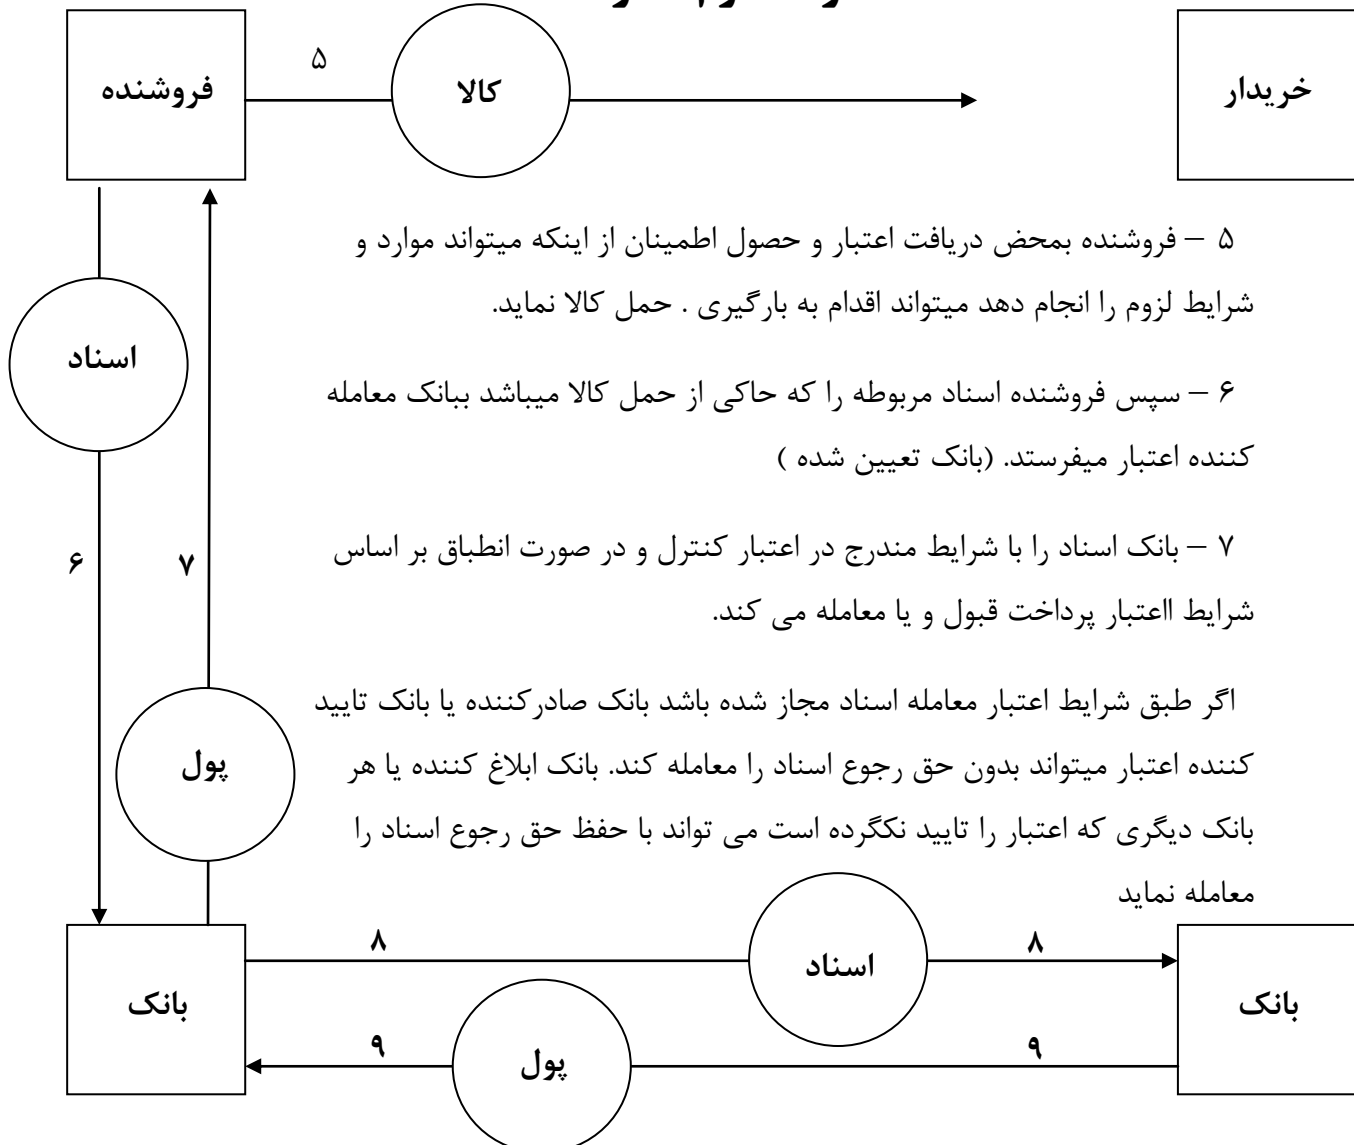 خریدار
کالا
۵
فروشنده
۵ – فروشنده بمحض دریافت اعتبار و حصول اطمینان از اینکه میتواند موارد و
شرایط لزوم را انجام دهد میتواند اقدام به بارگیری . حمل کالا نماید.
اسناد
۶ – سپس فروشنده اسناد مربوطه را که حاکی از حمل کالا میباشد ببانک معامله
کننده اعتبار میفرستد. (بانک تعیین شده )
۷ – بانک اسناد را با شرایط مندرج در اعتبار کنترل و در صورت انطباق بر اساس
۷
۶
شرایط ااعتبار پرداخت قبول و یا معامله می کند.
اگر طبق شرایط اعتبار معامله اسناد مجاز شده باشد بانک صادرکننده یا بانک تایید
کننده اعتبار میتواند بدون حق رجوع اسناد را معامله کند. بانک ابلاغ کننده یا هر
پول
بانک دیگری که اعتبار را تایید نکگرده است می تواند با حفظ حق رجوع اسناد را
معامله نماید
۸
۸
اسناد
بانک
بانک
۹
۹
پول